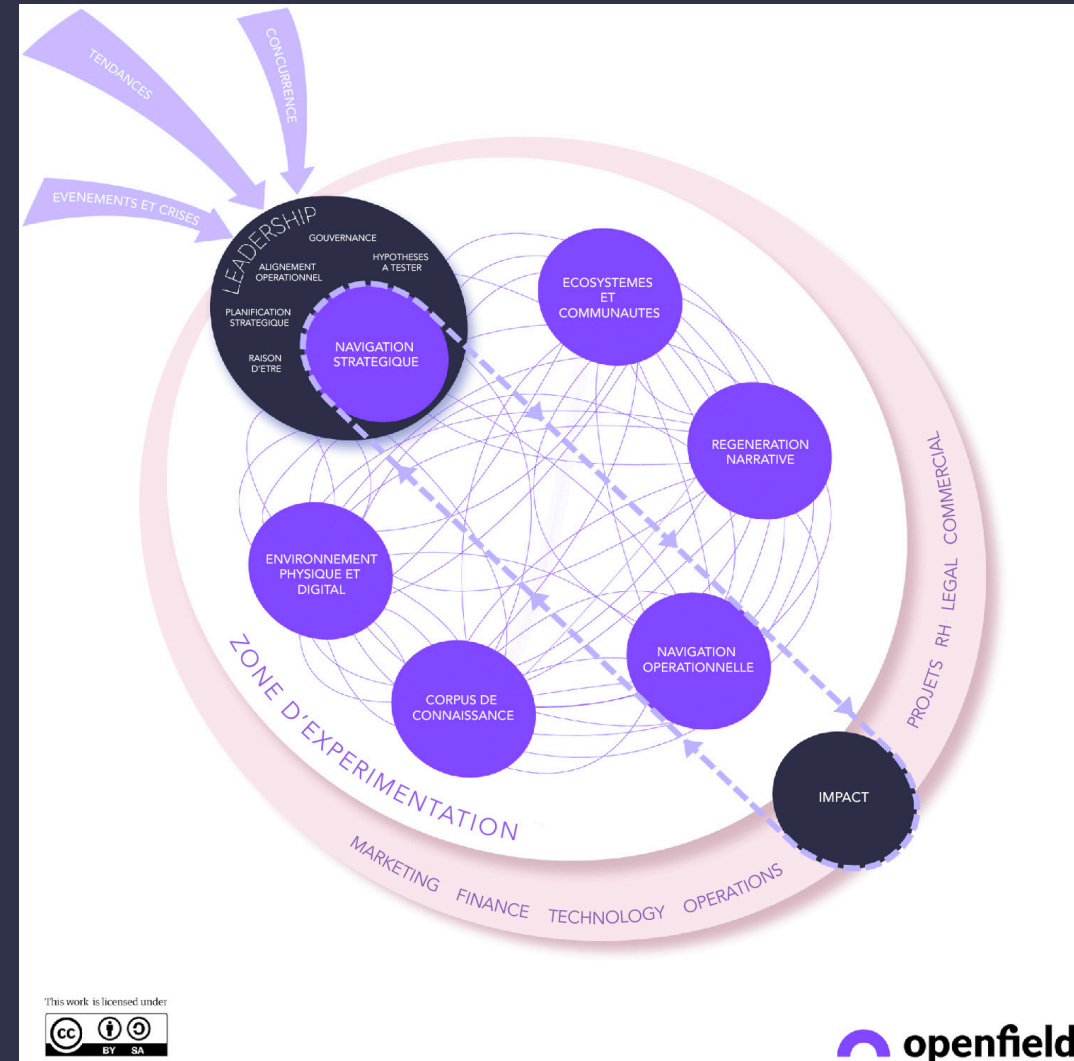 CONCURRENCE
TENDANCES
EVENEMENTS ET CRISES
LEADERSHIP
GOUVERNANCE
HYPOTHESES
A TESTER
ALIGNEMENT
OPERATIONNEL
PLANIFICATION
STRATEGIQUE
RAISON
D'ETRE
NAVIGATION
STRATEGIQUE
ECOSYSTEMES
ET
COMMUNAUTES
REGENERATION
NARRATIVE
ENVIRONNEMENT
PHYSIQUE ET
DIGITAL
NAVIGATION
OPERATIONNELLE
CORPUS DE
CONNAISSANCE
ZONE D'EXPERIMENTATION
IMPACT
PROJETS RH LEGAL COMMERCIAL
MARKETING FINANCE TECHNOLOGY OPERATIONS
This work is licensed under
cc
BY SA
openfield